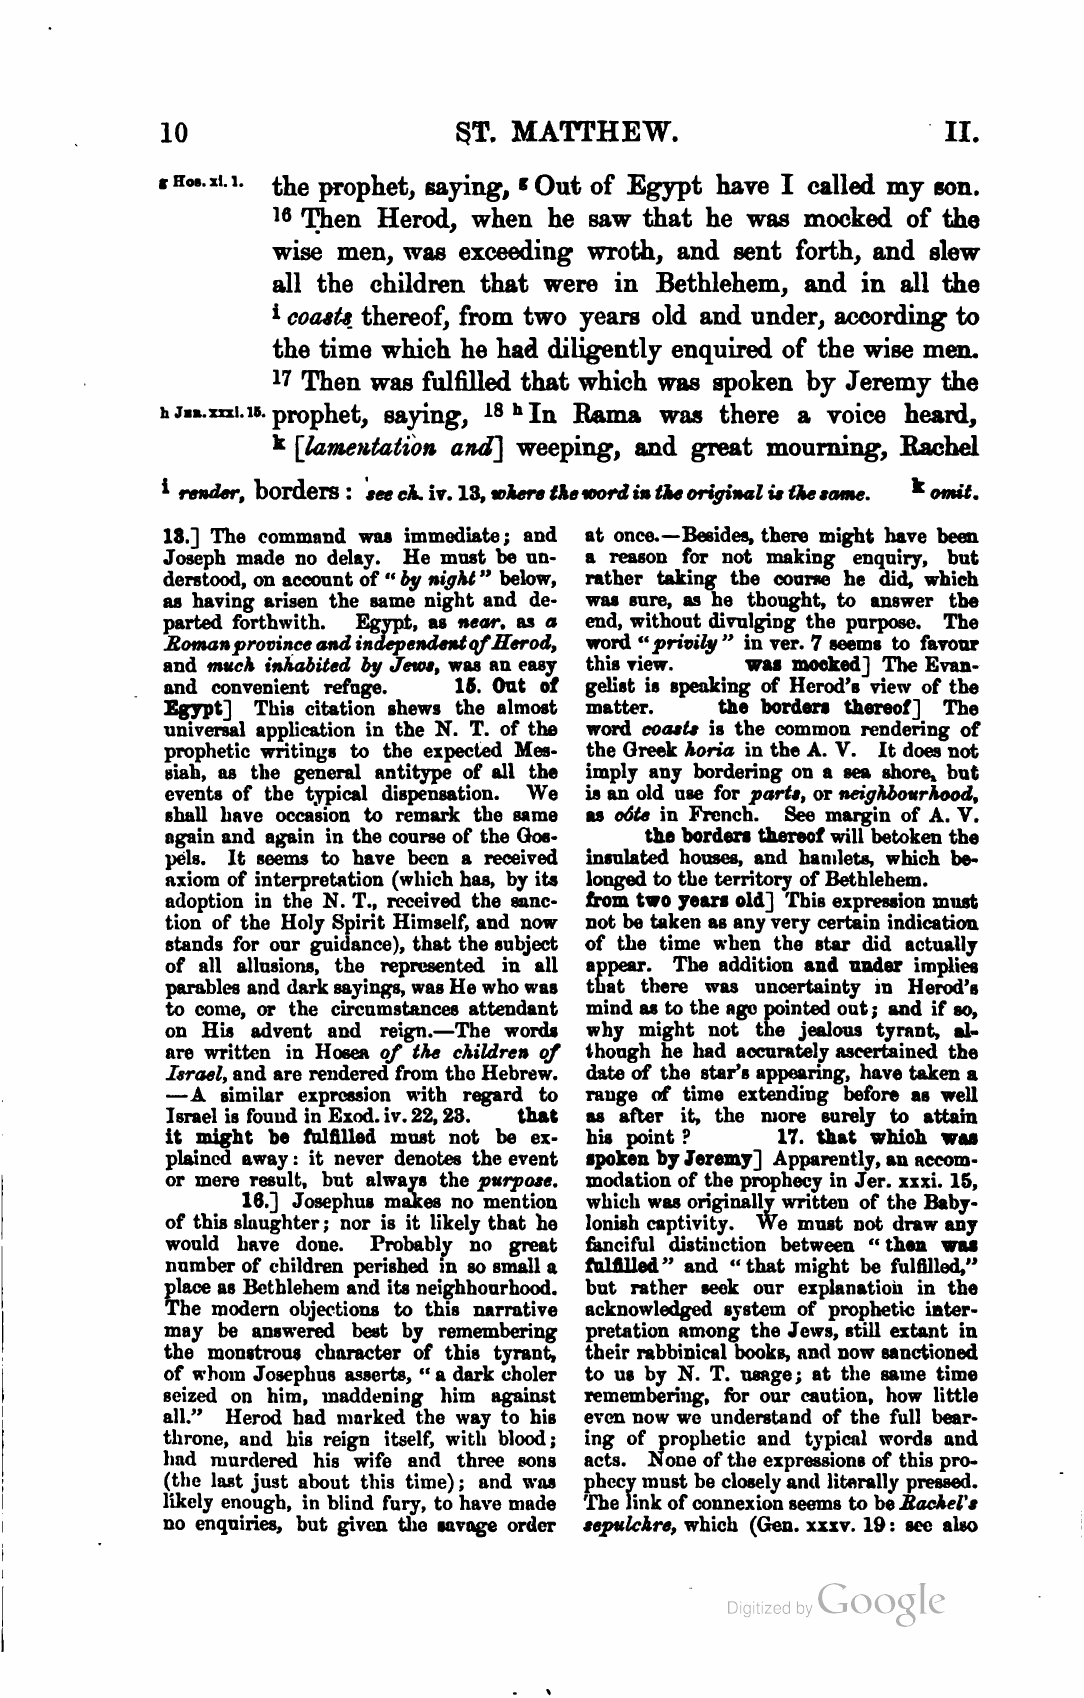 10 ST. MATTHEW. II.
g Hos. xi. 1. the prophet, saying, g Out of Egypt have I called my son.
16 Then Herod, when he saw that he was mocked of the
wise men, was exceeding wroth, and sent forth, and slew
all the children that were in Bethlehem, and in all the
i coasts thereof, from two years old and under, according to
the time which he had diligently enquired of the wise men.
17 Then was fulfilled that which was spoken by Jeremy the
h Jer. xxxi. 15. prophet, saying, 18 h In Rama was there a voice heard,
k [lamentation and] weeping, and great mourning, Rachel
i render, borders : see ch. iv. 13, where the word in the original is the same. k omit.
13.] The command was immediate; and
Joseph made no delay. He must be un-
derstood, on account of “by night” below,
as having arisen the same night and de-
parted forthwith. Egypt, as near, as a
Roman province and independent of Herod,
and much inhabited by Jews, was an easy
and convenient refuge. 15. Out of
Egypt] This citation shews the almost
universal application in the N. T. of the
prophetic writings to the expected Mes-
siah, as the general antitype of all the
events of the typical dispensation. We
shall have occasion to remark the same
again and again in the course of the Gos-
pels. It seems to have been a received
axiom of interpretation (which has, by its
adoption in the N. T., received the sanc-
tion of the Holy Spirit Himself, and now
stands for our guidance), that the subject
of all allusions, the represented in all
parables and dark sayings, was He who was
to come, or the circumstances attendant
on His advent and reign.—The words
are written in Hosea of the children of
Israel, and are rendered from the Hebrew.
—A similar expression with regard to
Israel is found in Exod. iv. 22, 23. that
it might be fulfilled must not be ex-
plained away: it never denotes the event
or mere result, but always the purpose.
16.] Josephus makes no mention
of this slaughter; nor is it likely that he
would have done. Probably no great
number of children perished in so small a
place as Bethlehem and its neighbourhood.
The modern objections to this narrative
may be answered best by remembering
the monstrous character of this tyrant,
of whom Josephus asserts, “a dark choler
seized on him, maddening him against
all.” Herod had marked the way to his
throne, and his reign itself, with blood;
had murdered his wife and three sons
(the last just about this time); and was
likely enough, in blind fury, to have made
no enquiries, but given the savage order
at once.—Besides, there might have been
a reason for not making enquiry, but
rather taking the course he did, which
was sure, as he thought, to answer the
end, without divulging the purpose. The
word “privily” in ver. 7 seems to favour
this view. was mocked] The Evan-
gelist is speaking of Herod’s view of the
matter. the borders thereof] The
word coasts is the common rendering of
the Greek horia in the A. V. It does not
imply any bordering on a sea shore, but
is an old use for parts, or neighbourhood,
as côte in French. See margin of A. V.
the borders thereof will betoken the
insulated houses, and hamlets, which be-
longed to the territory of Bethlehem.
from two years old] This expression must
not be taken as any very certain indication
of the time when the star did actually
appear. The addition and under implies
that there was uncertainty in Herod’s
mind as to the age pointed out; and if so,
why might not the jealous tyrant, al-
though he had accurately ascertained the
date of the star’s appearing, have taken a
range of time extending before as well
as after it, the more surely to attain
his point ? 17. that which was
spoken by Jeremy] Apparently, an accom-
modation of the prophecy in Jer. xxxi. 15,
which was originally written of the Baby-
lonish captivity. We must not draw any
fanciful distinction between “then was
fulfilled” and “that might be fulfilled,”
but rather seek our explanation in the
acknowledged system of prophetic inter-
pretation among the Jews, still extant in
their rabbinical books, and now sanctioned
to us by N. T. usage; at the same time
remembering, for our caution, how little
even now we understand of the full bear-
ing of prophetic and typical words and
acts. None of the expressions of this pro-
phecy must be closely and literally pressed.
The link of connexion seems to be Rachel’s
sepulchre, which (Gen. xxxv. 19: see also
Digitized by Google